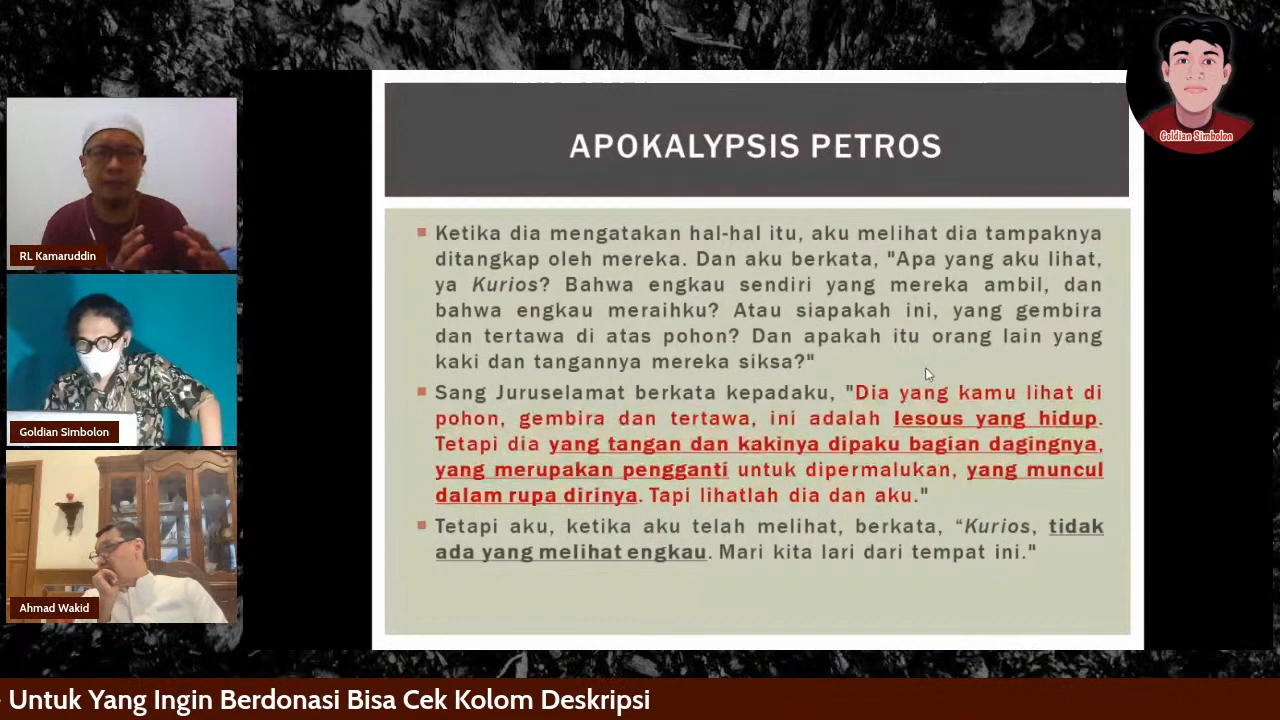 Goldian Simbolon
APOKALYPSIS PETROS
Ketika dia mengatakan hal-hal itu, aku melihat dia tampaknya
ditangkap oleh mereka. Dan aku berkata, "Apa yang aku lihat,
ya Kurios? Bahwa engkau sendiri yang mereka ambil, dan
bahwa engkau meraihku? Atau siapakah ini, yang gembira
dan tertawa di atas pohon? Dan apakah itu orang lain yang
kaki dan tangannya mereka siksa?"
Sang Juruselamat berkata kepadaku, "Dia yang kamu lihat di
pohon, gembira dan tertawa, ini adalah Iesous yang hidup.
Tetapi dia yang tangan dan kakinya dipaku bagian dagingnya,
yang merupakan pengganti untuk dipermalukan, yang muncul
dalam rupa dirinya. Tapi lihatlah dia dan aku."
Tetapi aku, ketika aku telah melihat, berkata, “Kurios, tidak
ada yang melihat engkau. Mari kita lari dari tempat ini."
RL Kamaruddin
Goldian Simbolon
Ahmad Wakid
Untuk Yang Ingin Berdonasi Bisa Cek Kolom Deskripsi